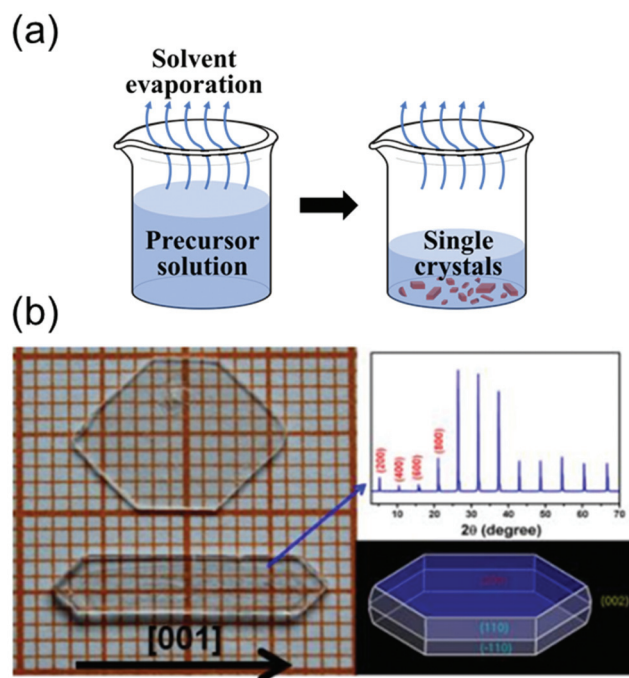 (a)
Solvent
evaporation
Precursor
solution
Single
crystals
(b)
(200)
(400)
(600)
(800)
10 20 30 40 50 60 70
2θ (degree)
(002)
(110)
(-110)
[001]